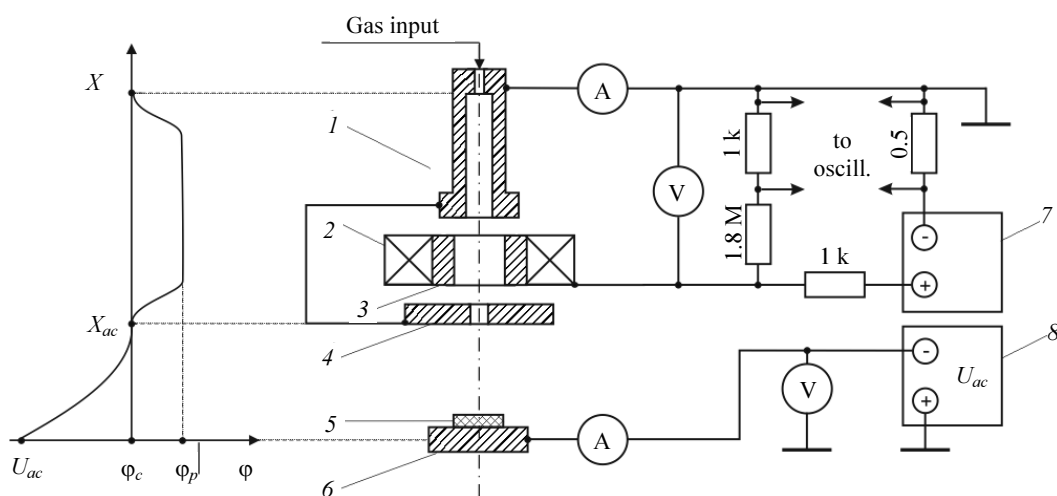 Gas input
X
A
1
1 k
to
oscill.
0.5
V
7
2
1.8 M
-
1 k
+
3
X_ac
4
8
-
U_ac
V
+
5
A
U_ac
φ_c
φ_p
φ
6